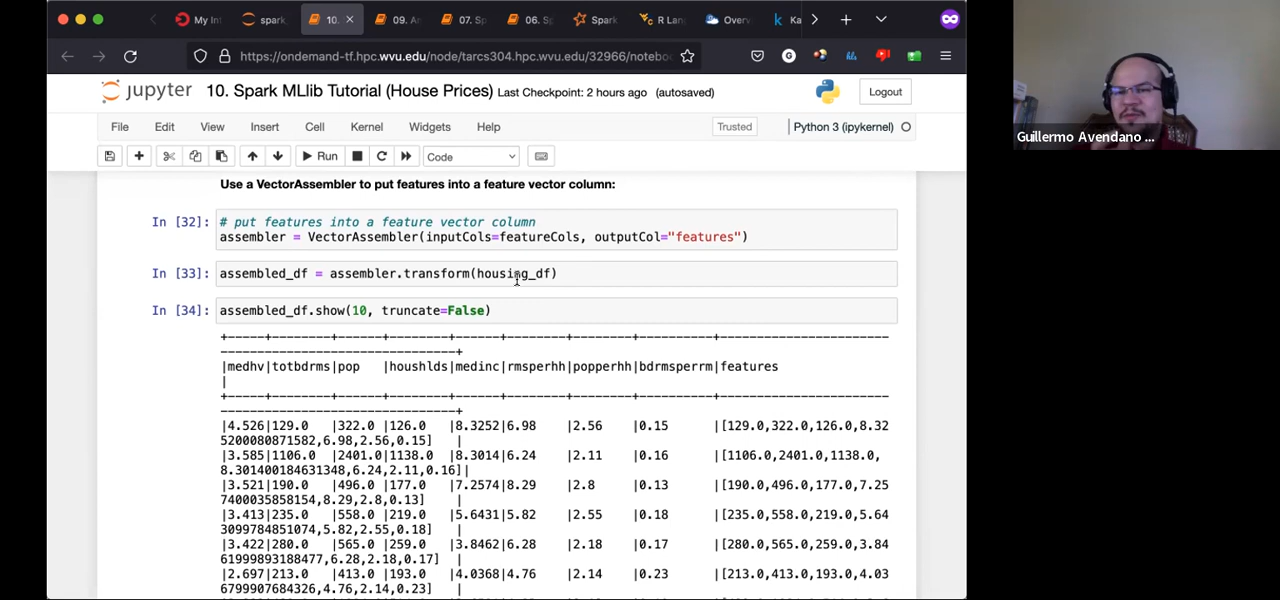 My In
spark_
10.
09. A
07. Sp
06. S
Spark
R Lang
Overv
Ka
https://ondemand-tf.hpc.wvu.edu/node/tarcs304.hpc.wvu.edu/32966/notebo
G
jupyter 10. Spark MLlib Tutorial (House Prices) Last Checkpoint: 2 hours ago (autosaved)
Logout
File Edit View Insert Cell Kernel Widgets Help
Trusted
Python 3 (ipykernel)
Run
Code
Use a VectorAssembler to put features into a feature vector column:
In [32]: # put features into a feature vector column
assembler = VectorAssembler(inputCols=featureCols, outputCol="features")
In [33]: assembled_df = assembler.transform(housing_df)
In [34]: assembled_df.show(10, truncate=False)
+-----+--------+------+--------+------+--------+--------+----------+-----------------------
--------------------------------+
|medhv|totbdrms|pop |houshlds|medinc|rmsperhh|popperhh|bdrmsperrm|features
|
+-----+--------+------+--------+------+--------+--------+----------+-----------------------
--------------------------------+
|4.526|129.0 |322.0 |126.0 |8.3252|6.98 |2.56 |0.15 |[129.0,322.0,126.0,8.32
5200080871582,6.98,2.56,0.15] |
|3.585|1106.0 |2401.0|1138.0 |8.3014|6.24 |2.11 |0.16 |[1106.0,2401.0,1138.0,
8.301400184631348,6.24,2.11,0.16]|
|3.521|190.0 |496.0 |177.0 |7.2574|8.29 |2.8 |0.13 |[190.0,496.0,177.0,7.25
7400035858154,8.29,2.8,0.13] |
|3.413|235.0 |558.0 |219.0 |5.6431|5.82 |2.55 |0.18 |[235.0,558.0,219.0,5.64
3099784851074,5.82,2.55,0.18] |
|3.422|280.0 |565.0 |259.0 |3.8462|6.28 |2.18 |0.17 |[280.0,565.0,259.0,3.84
61999893188477,6.28,2.18,0.17] |
|2.697|213.0 |413.0 |193.0 |4.0368|4.76 |2.14 |0.23 |[213.0,413.0,193.0,4.03
6799907684326,4.76,2.14,0.23] |
Guillermo Avendano ...